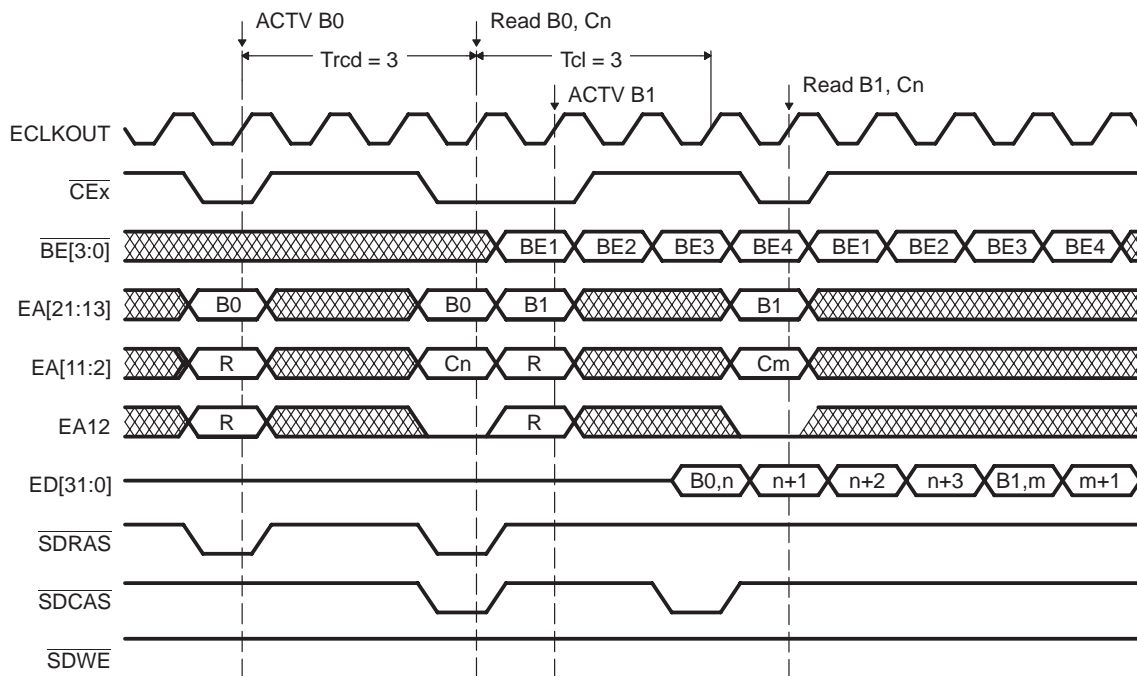 ACTV B0
Read B0, Cn
Trcd = 3
Tcl = 3
ACTV B1
Read B1, Cn
ECLKOUT
CEx
BE[3:0] BE1 BE2 BE3 BE4 BE1 BE2 BE3 BE4
EA[21:13] B0 B0 B1 B1
EA[11:2] R Cn R Cm
EA12 R R
ED[31:0] B0,n n+1 n+2 n+3 B1,m m+1
SDRAS
SDCAS
SDWE